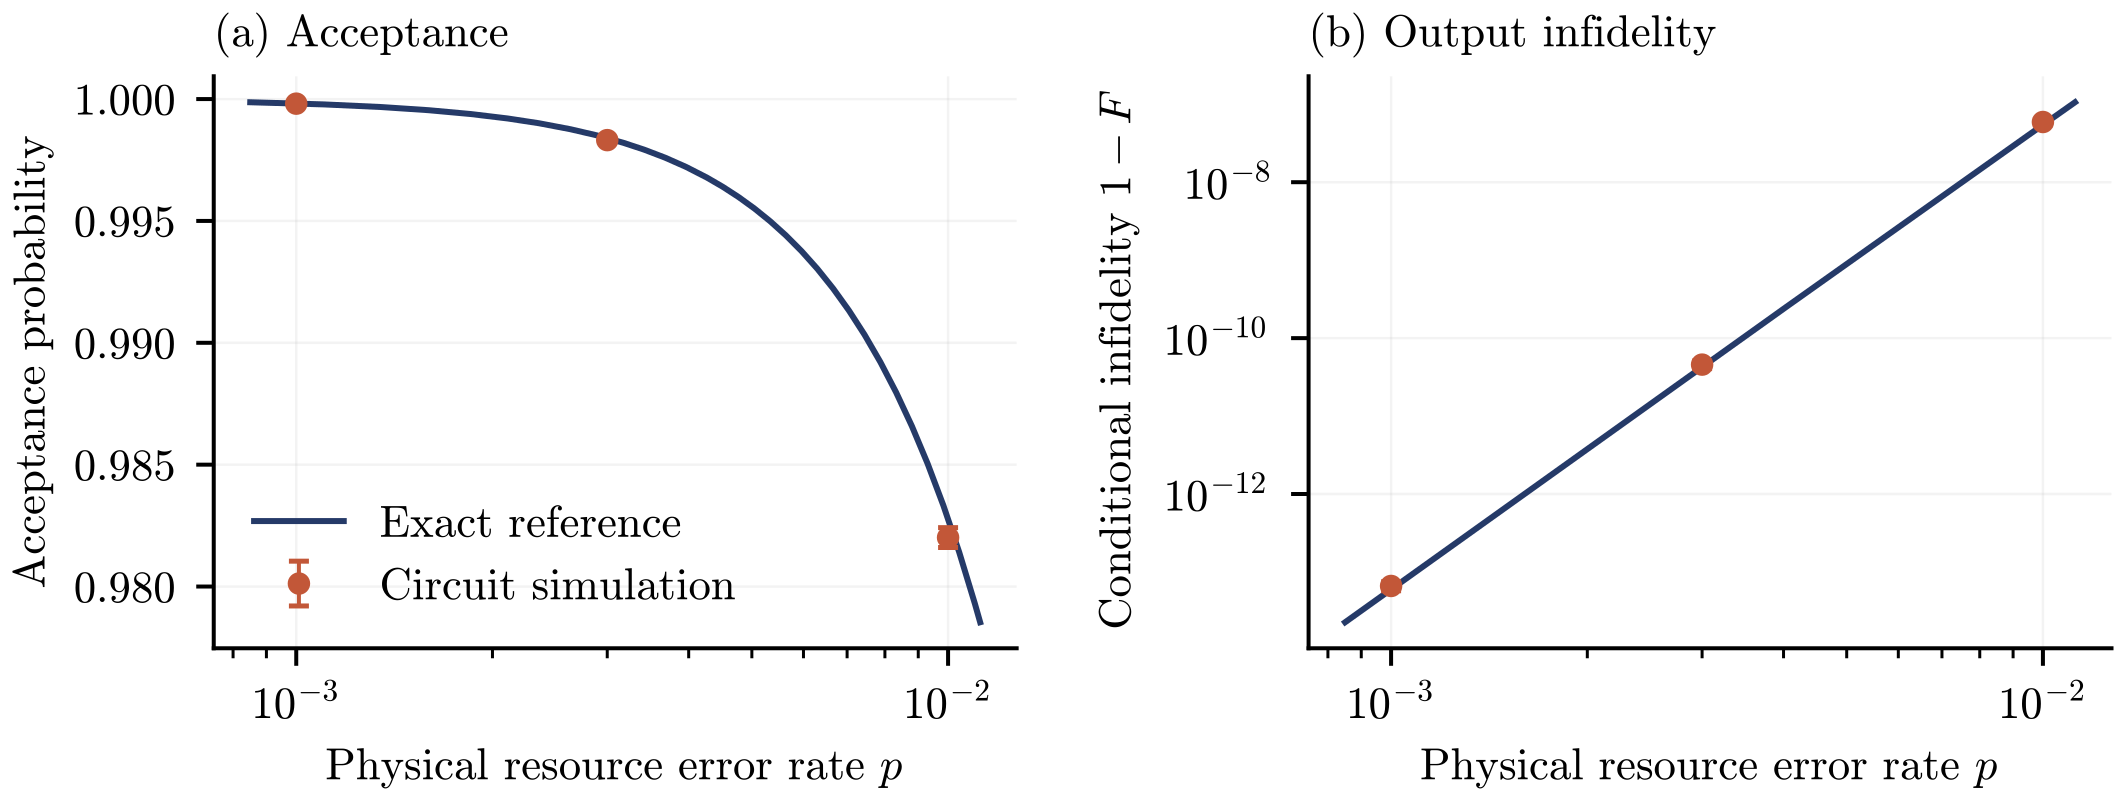 (a) Acceptance
Acceptance probability
1.000
0.995
0.990
0.985
0.980
Exact reference
Circuit simulation
10⁻³
10⁻²
Physical resource error rate p
(b) Output infidelity
Conditional infidelity 1 − F
10⁻⁸
10⁻¹⁰
10⁻¹²
10⁻³
10⁻²
Physical resource error rate p